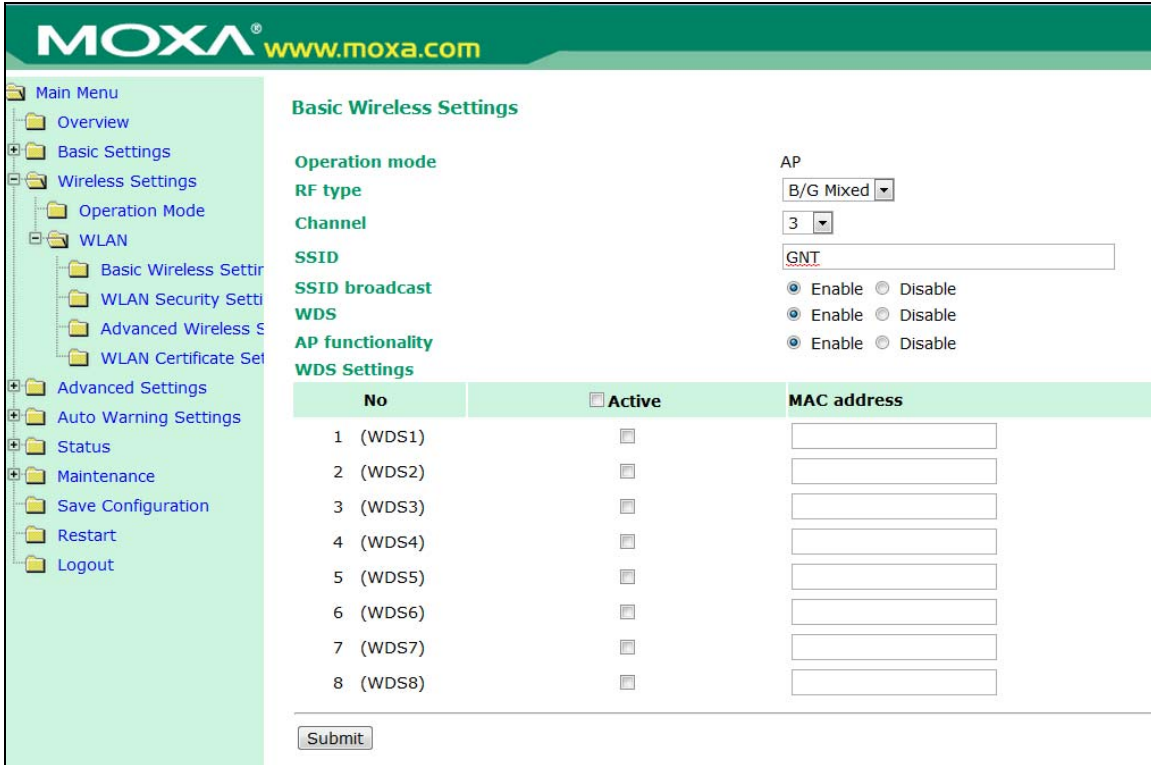 MOXA® www.moxa.com
Main Menu
Overview
Basic Settings
Wireless Settings
Operation Mode
WLAN
Basic Wireless Settin
WLAN Security Setti
Advanced Wireless S
WLAN Certificate Set
Advanced Settings
Auto Warning Settings
Status
Maintenance
Save Configuration
Restart
Logout
Basic Wireless Settings
Operation mode AP
RF type B/G Mixed
Channel 3
SSID GNT
SSID broadcast Enable Disable
WDS Enable Disable
AP functionality Enable Disable
WDS Settings
No Active MAC address
1 (WDS1)
2 (WDS2)
3 (WDS3)
4 (WDS4)
5 (WDS5)
6 (WDS6)
7 (WDS7)
8 (WDS8)
Submit